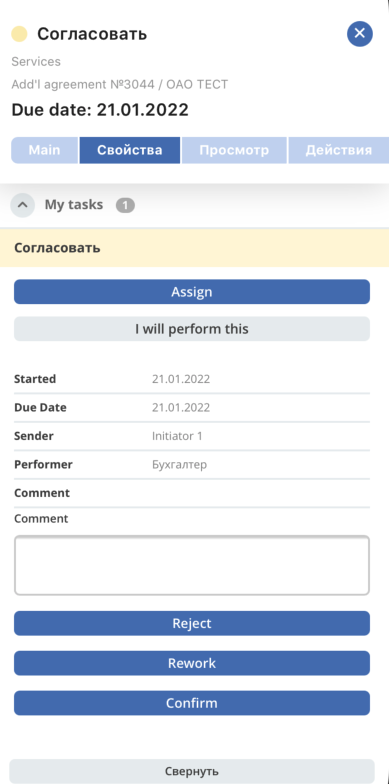 Согласовать
Services
Add'l agreement №3044 / ОАО ТЕСТ
Due date: 21.01.2022
Main Свойства Просмотр Действия
My tasks 1
Согласовать
Assign
I will perform this
Started 21.01.2022
Due Date 21.01.2022
Sender Initiator 1
Performer Бухгалтер
Comment
Comment
Reject
Rework
Confirm
Свернуть